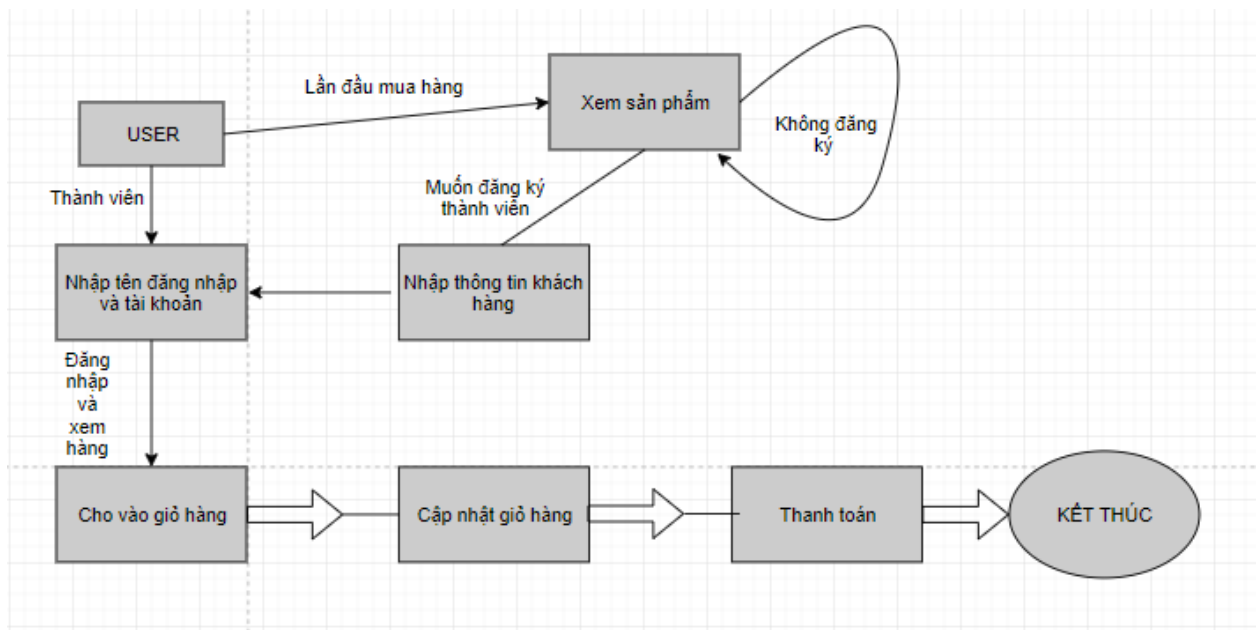 Lần đầu mua hàng
Xem sản phẩm
USER
Không đăng
ký
Thành viên
Muốn đăng ký
thành viên
Nhập tên đăng nhập
và tài khoản
Nhập thông tin khách
hàng
Đăng
nhập
và
xem
hàng
Cho vào giỏ hàng
Cập nhật giỏ hàng
Thanh toán
KẾT THÚC